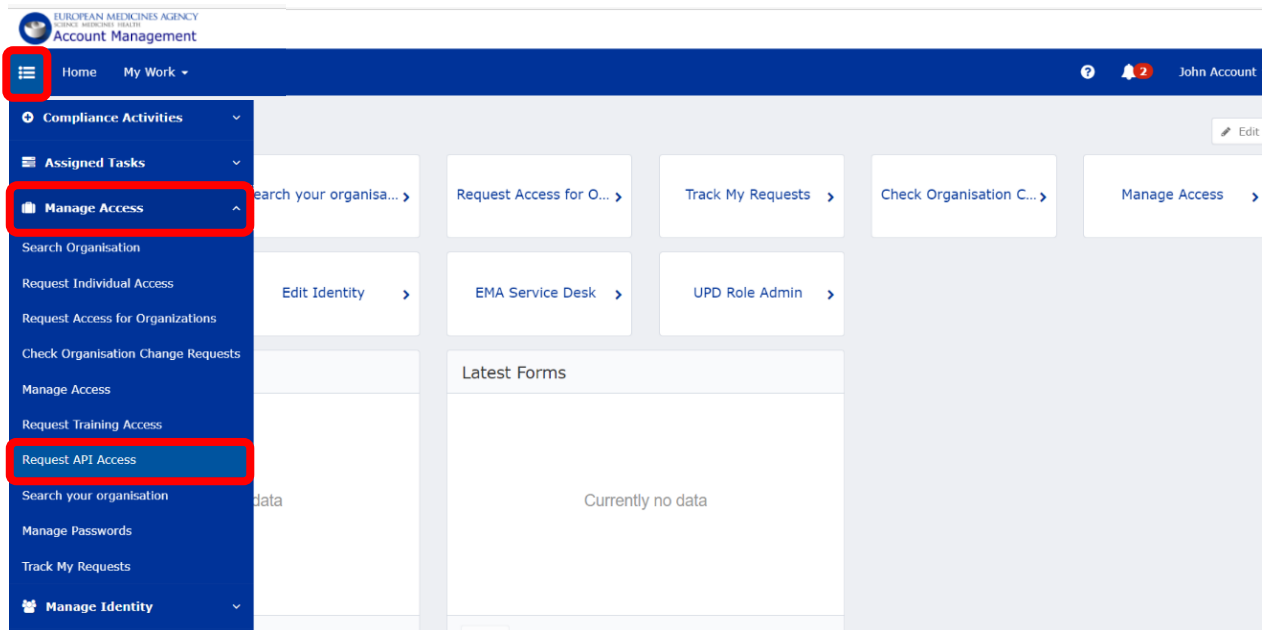 EUROPEAN MEDICINES AGENCY
SCIENCE MEDICINES HEALTH
Account Management
Home My Work
2 John Account
Compliance Activities
Edit
Assigned Tasks
Manage Access
earch your organisa...
Request Access for O...
Track My Requests
Check Organisation C...
Manage Access
Search Organisation
Request Individual Access
Request Access for Organizations
Check Organisation Change Requests
Manage Access
Request Training Access
Request API Access
Search your organisation
Manage Passwords
Track My Requests
Manage Identity
Edit Identity
EMA Service Desk
UPD Role Admin
Latest Forms
data
Currently no data